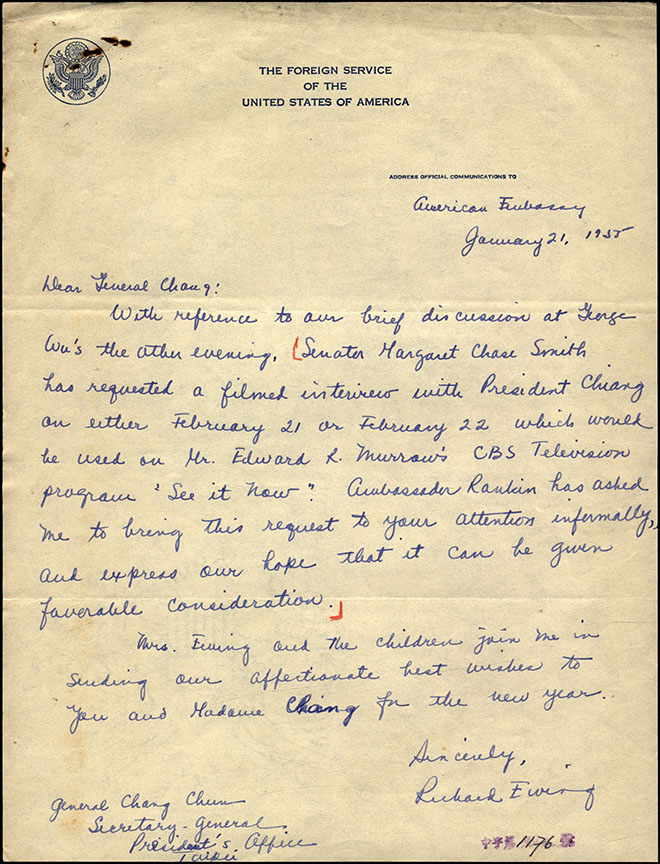 THE FOREIGN SERVICE
OF THE
UNITED STATES OF AMERICA
ADDRESS OFFICIAL COMMUNICATIONS TO
American Embassy
January 21, 1955
Dear General Chang:
With reference to our brief discussion at George
Wu's the other evening, [Senator Margaret Chase Smith
has requested a filmed interview with President Chiang
on either February 21 or February 22 which would
be used on Mr. Edward R. Murrow's CBS Television
program "See it Now". Ambassador Rankin has asked
me to bring this request to your attention informally,
and express our hope that it can be given
favorable consideration.]
Mrs. Ewing and the children join me in
sending our affectionate best wishes to
you and Madame Chang for the new year.
Sincerely,
Richard Ewing
General Chang Chun
Secretary-General
President's Office
Taipei
1176